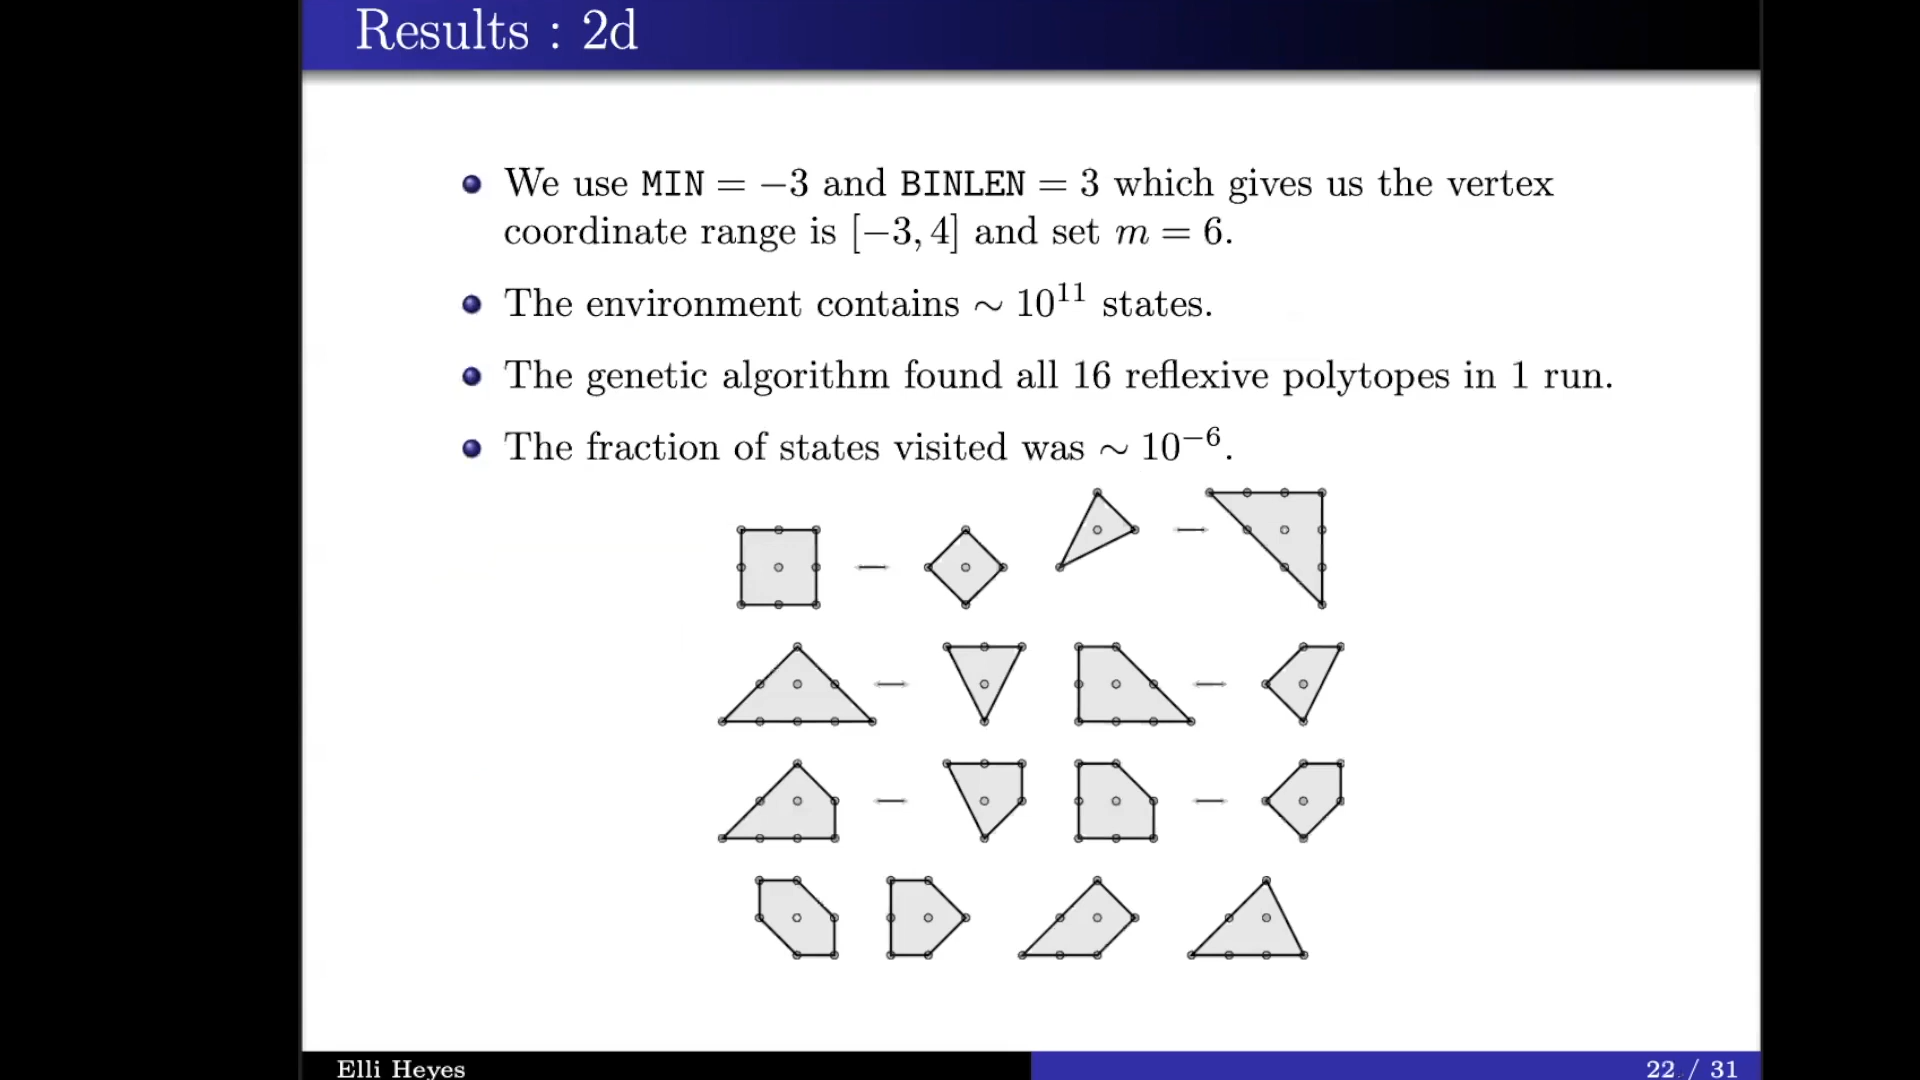 Results : 2d
We use MIN = −3 and BINLEN = 3 which gives us the vertex
coordinate range is [−3, 4] and set m = 6.
The environment contains ∼ 10¹¹ states.
The genetic algorithm found all 16 reflexive polytopes in 1 run.
The fraction of states visited was ∼ 10⁻⁶.
Elli Heyes
22 / 31